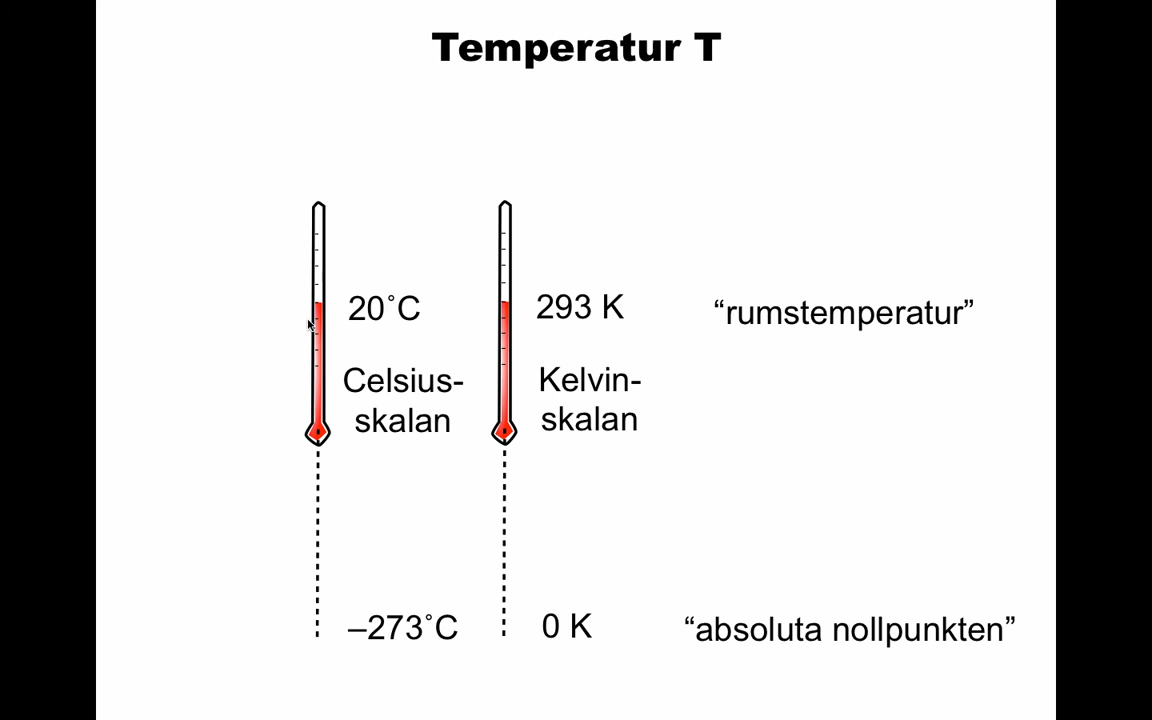 Temperatur T
20˚C
293 K
“rumstemperatur”
Celsius-
skalan
Kelvin-
skalan
–273˚C
0 K
“absoluta nollpunkten”